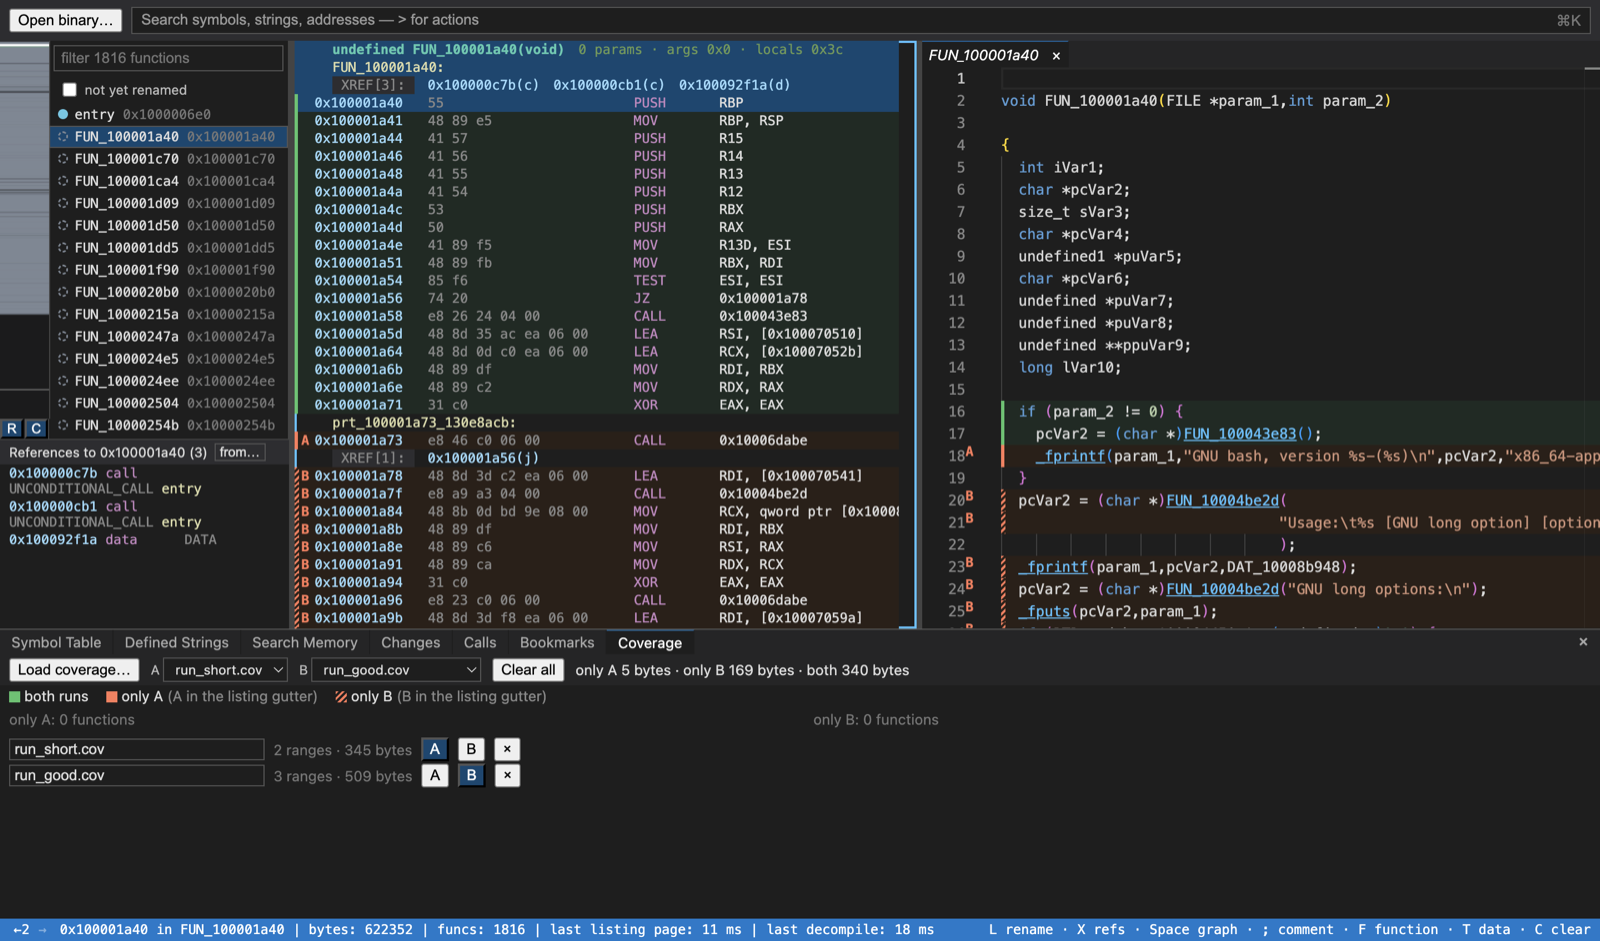 Open binary…
Search symbols, strings, addresses — > for actions
⌘K
filter 1816 functions
not yet renamed
entry 0x1000006e0
FUN_100001a40 0x100001a40
FUN_100001c70 0x100001c70
FUN_100001ca4 0x100001ca4
FUN_100001d09 0x100001d09
FUN_100001d50 0x100001d50
FUN_100001dd5 0x100001dd5
FUN_100001f90 0x100001f90
FUN_1000020b0 0x1000020b0
FUN_10000215a 0x10000215a
FUN_10000247a 0x10000247a
FUN_1000024e5 0x1000024e5
FUN_1000024ee 0x1000024ee
FUN_100002504 0x100002504
FUN_10000254b 0x10000254b
R C
References to 0x100001a40 (3) from…
0x100000c7b call
UNCONDITIONAL_CALL entry
0x100000cb1 call
UNCONDITIONAL_CALL entry
0x100092f1a data DATA
undefined FUN_100001a40(void) 0 params · args 0x0 · locals 0x3c
FUN_100001a40:
XREF[3]: 0x100000c7b(c) 0x100000cb1(c) 0x100092f1a(d)
0x100001a40 55 PUSH RBP
0x100001a41 48 89 e5 MOV RBP, RSP
0x100001a44 41 57 PUSH R15
0x100001a46 41 56 PUSH R14
0x100001a48 41 55 PUSH R13
0x100001a4a 41 54 PUSH R12
0x100001a4c 53 PUSH RBX
0x100001a4d 50 PUSH RAX
0x100001a4e 41 89 f5 MOV R13D, ESI
0x100001a51 48 89 fb MOV RBX, RDI
0x100001a54 85 f6 TEST ESI, ESI
0x100001a56 74 20 JZ 0x100001a78
0x100001a58 e8 26 24 04 00 CALL 0x100043e83
0x100001a5d 48 8d 35 ac ea 06 00 LEA RSI, [0x100070510]
0x100001a64 48 8d 0d c0 ea 06 00 LEA RCX, [0x10007052b]
0x100001a6b 48 89 df MOV RDI, RBX
0x100001a6e 48 89 c2 MOV RDX, RAX
0x100001a71 31 c0 XOR EAX, EAX
prt_100001a73_130e8acb:
A 0x100001a73 e8 46 c0 06 00 CALL 0x10006dabe
XREF[1]: 0x100001a56(j)
B 0x100001a78 48 8d 3d c2 ea 06 00 LEA RDI, [0x100070541]
B 0x100001a7f e8 a9 a3 04 00 CALL 0x10004be2d
B 0x100001a84 48 8b 0d bd 9e 08 00 MOV RCX, qword ptr [0x10008
B 0x100001a8b 48 89 df MOV RDI, RBX
B 0x100001a8e 48 89 c6 MOV RSI, RAX
B 0x100001a91 48 89 ca MOV RDX, RCX
B 0x100001a94 31 c0 XOR EAX, EAX
B 0x100001a96 e8 23 c0 06 00 CALL 0x10006dabe
B 0x100001a9b 48 8d 3d f8 ea 06 00 LEA RDI, [0x10007059a]
FUN_100001a40 ×
1
2 void FUN_100001a40(FILE *param_1,int param_2)
3
4 {
5 int iVar1;
6 char *pcVar2;
7 size_t sVar3;
8 char *pcVar4;
9 undefined1 *puVar5;
10 char *pcVar6;
11 undefined *puVar7;
12 undefined *puVar8;
13 undefined **ppuVar9;
14 long lVar10;
15
16 if (param_2 != 0) {
17 pcVar2 = (char *)FUN_100043e83();
18 A _fprintf(param_1,"GNU bash, version %s-(%s)\n",pcVar2,"x86_64-app
19 }
20 B pcVar2 = (char *)FUN_10004be2d(
21 B "Usage:\t%s [GNU long option] [option
22 );
23 B _fprintf(param_1,pcVar2,DAT_10008b948);
24 B pcVar2 = (char *)FUN_10004be2d("GNU long options:\n");
25 B _fputs(pcVar2,param_1);
Symbol Table Defined Strings Search Memory Changes Calls Bookmarks Coverage ×
Load coverage… A run_short.cov B run_good.cov Clear all only A 5 bytes · only B 169 bytes · both 340 bytes
both runs only A (A in the listing gutter) only B (B in the listing gutter)
only A: 0 functions only B: 0 functions
run_short.cov 2 ranges · 345 bytes A B ×
run_good.cov 3 ranges · 509 bytes A B ×
←2 → 0x100001a40 in FUN_100001a40 | bytes: 622352 | funcs: 1816 | last listing page: 11 ms | last decompile: 18 ms L rename · X refs · Space graph · ; comment · F function · T data · C clear